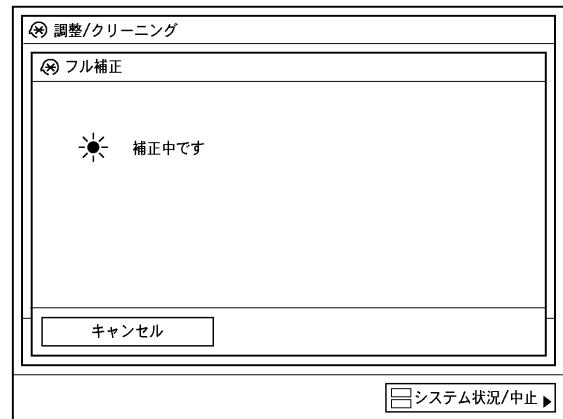 調整/クリーニング
フル補正
補正中です
キャンセル
システム状況/中止